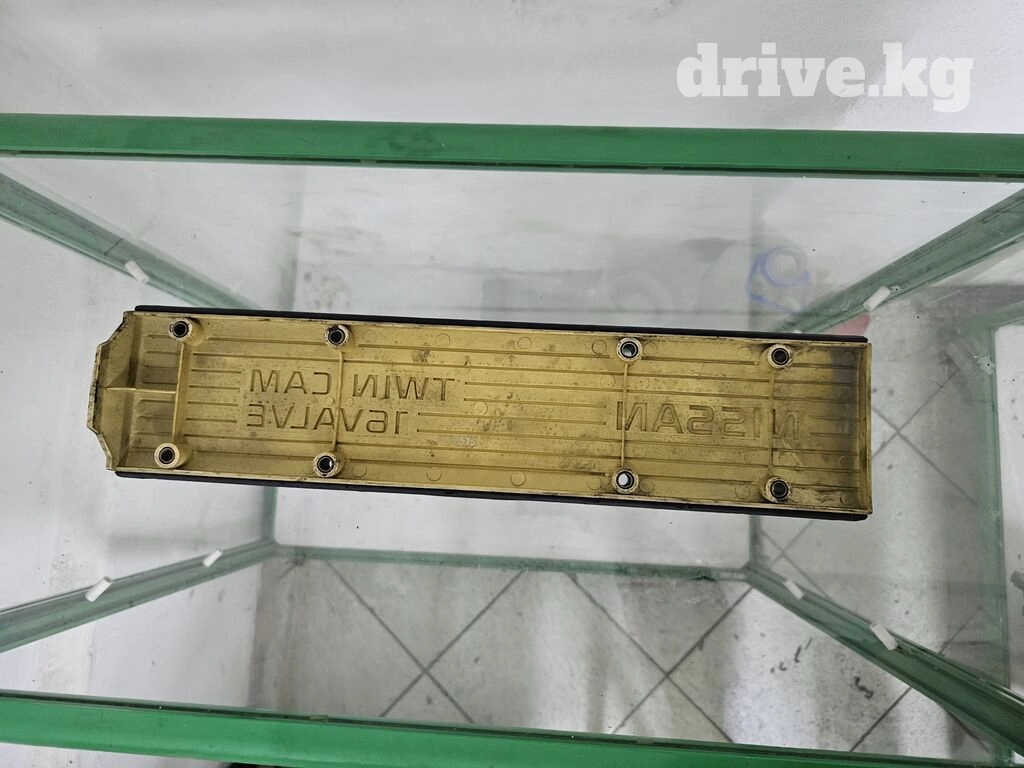 drive.kg
TWIN CAM
16VALVE
NISSAN